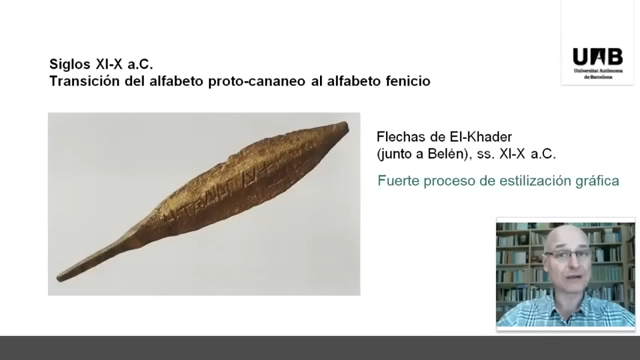 Siglos XI-X a.C.
Transición del alfabeto proto-cananeo al alfabeto fenicio
UAB
Universitat Autònoma
de Barcelona
Flechas de El-Khader
(junto a Belén), ss. XI-X a.C.
Fuerte proceso de estilización gráfica